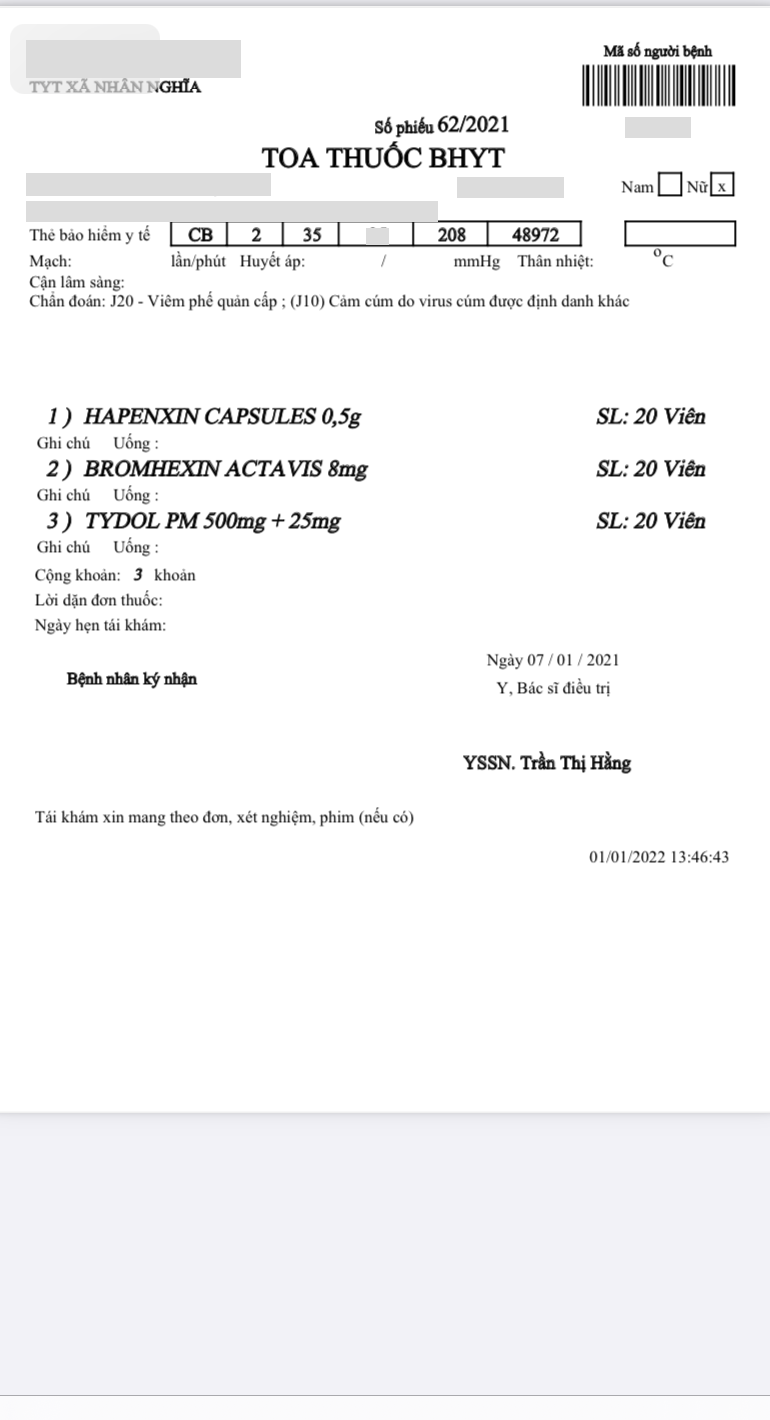 Mã số người bệnh
TYT XÃ NHÂN NGHĨA
Số phiếu 62/2021
TOA THUỐC BHYT
Nam Nữ x
Thẻ bảo hiểm y tế CB 2 35 208 48972
Mạch: lần/phút Huyết áp: / mmHg Thân nhiệt: °C
Cận lâm sàng:
Chẩn đoán: J20 - Viêm phế quản cấp ; (J10) Cảm cúm do virus cúm được định danh khác
1 ) HAPENXIN CAPSULES 0,5g SL: 20 Viên
Ghi chú Uống :
2 ) BROMHEXIN ACTAVIS 8mg SL: 20 Viên
Ghi chú Uống :
3 ) TYDOL PM 500mg + 25mg SL: 20 Viên
Ghi chú Uống :
Cộng khoản: 3 khoản
Lời dặn đơn thuốc:
Ngày hẹn tái khám:
Ngày 07 / 01 / 2021
Bệnh nhân ký nhận
Y, Bác sĩ điều trị
YSSN. Trần Thị Hằng
Tái khám xin mang theo đơn, xét nghiệm, phim (nếu có)
01/01/2022 13:46:43